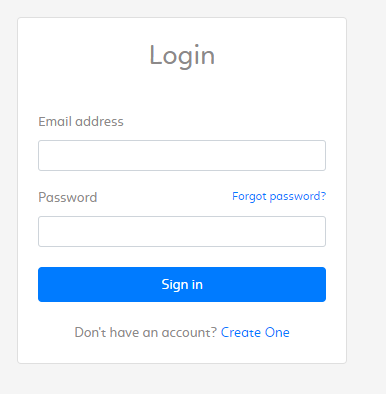 Login
Email address
Password Forgot password?
Sign in
Don't have an account? Create One